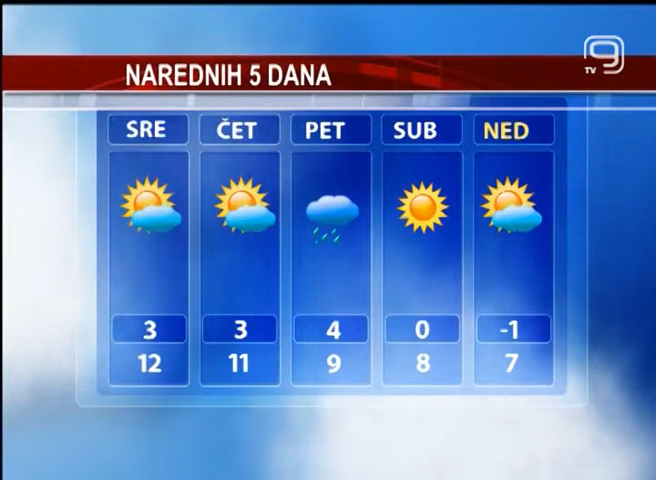 NAREDNIH 5 DANA
9
TV
SRE ČET PET SUB NED
3 3 4 0 -1
12 11 9 8 7